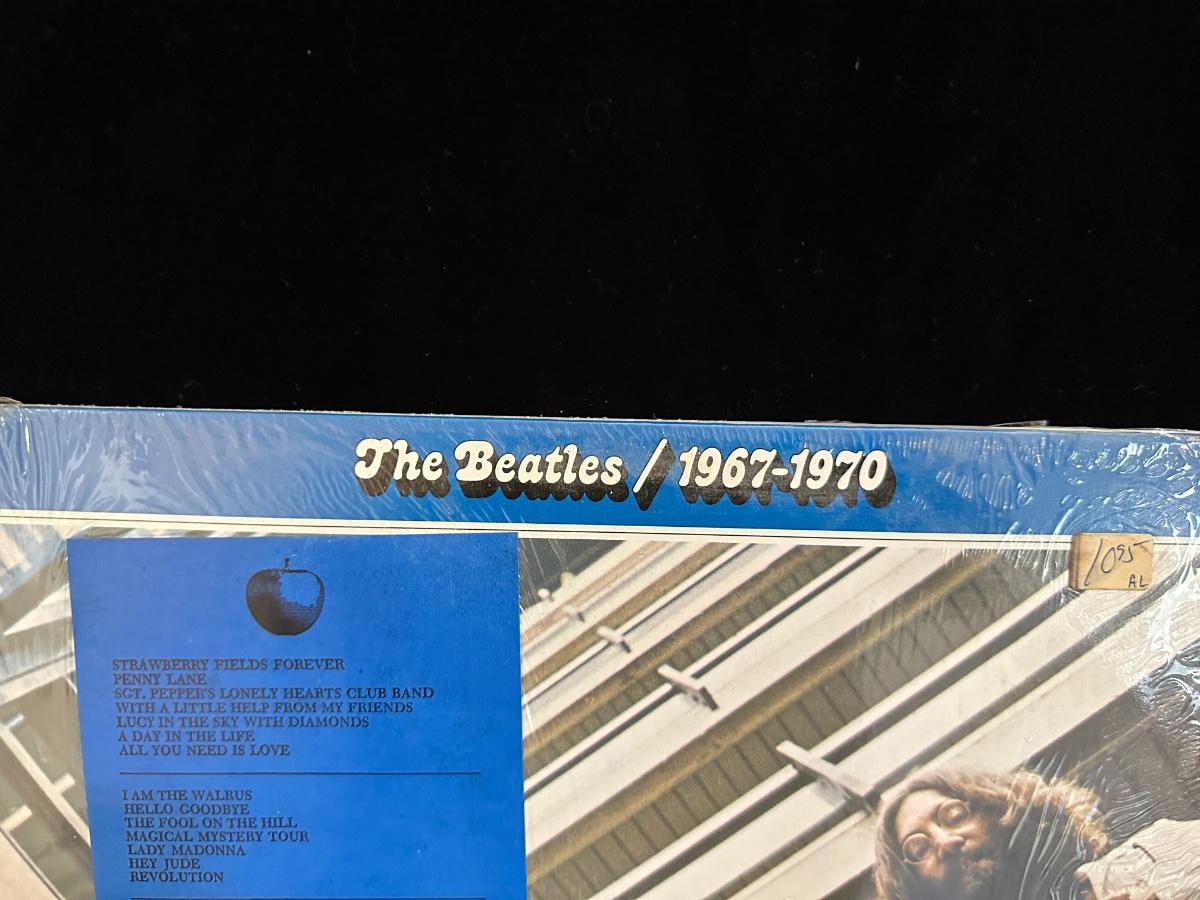 The Beatles / 1967-1970
10 95
AL
STRAWBERRY FIELDS FOREVER
PENNY LANE
SGT. PEPPER'S LONELY HEARTS CLUB BAND
WITH A LITTLE HELP FROM MY FRIENDS
LUCY IN THE SKY WITH DIAMONDS
A DAY IN THE LIFE
ALL YOU NEED IS LOVE
I AM THE WALRUS
HELLO GOODBYE
THE FOOL ON THE HILL
MAGICAL MYSTERY TOUR
LADY MADONNA
HEY JUDE
REVOLUTION